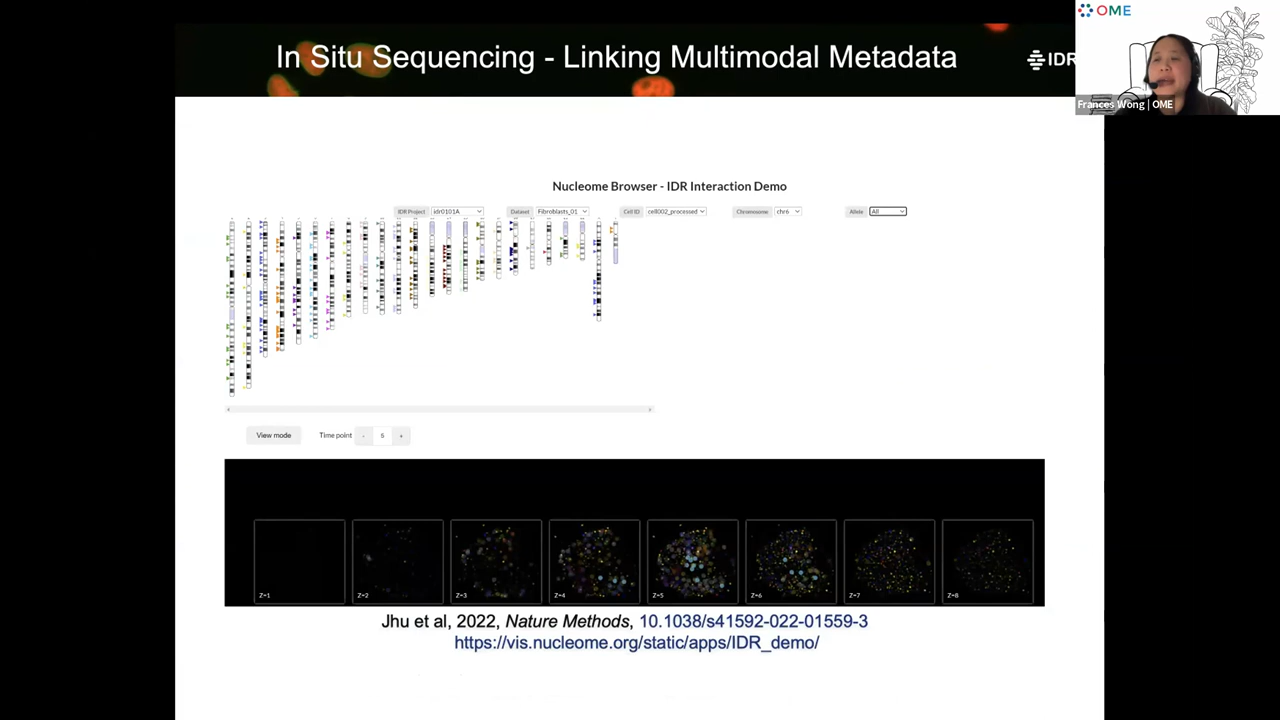 In Situ Sequencing - Linking Multimodal Metadata
IDR
OME
Frances Wong | OME
Nucleome Browser - IDR Interaction Demo
IDR Project idr0101A Dataset Fibroblasts_01 Cell ID cell002_processed Chromosome chr6 Allele All
View mode Time point - 5 +
Z=1 Z=2 Z=3 Z=4 Z=5 Z=6 Z=7 Z=8
Jhu et al, 2022, Nature Methods, 10.1038/s41592-022-01559-3
https://vis.nucleome.org/static/apps/IDR_demo/